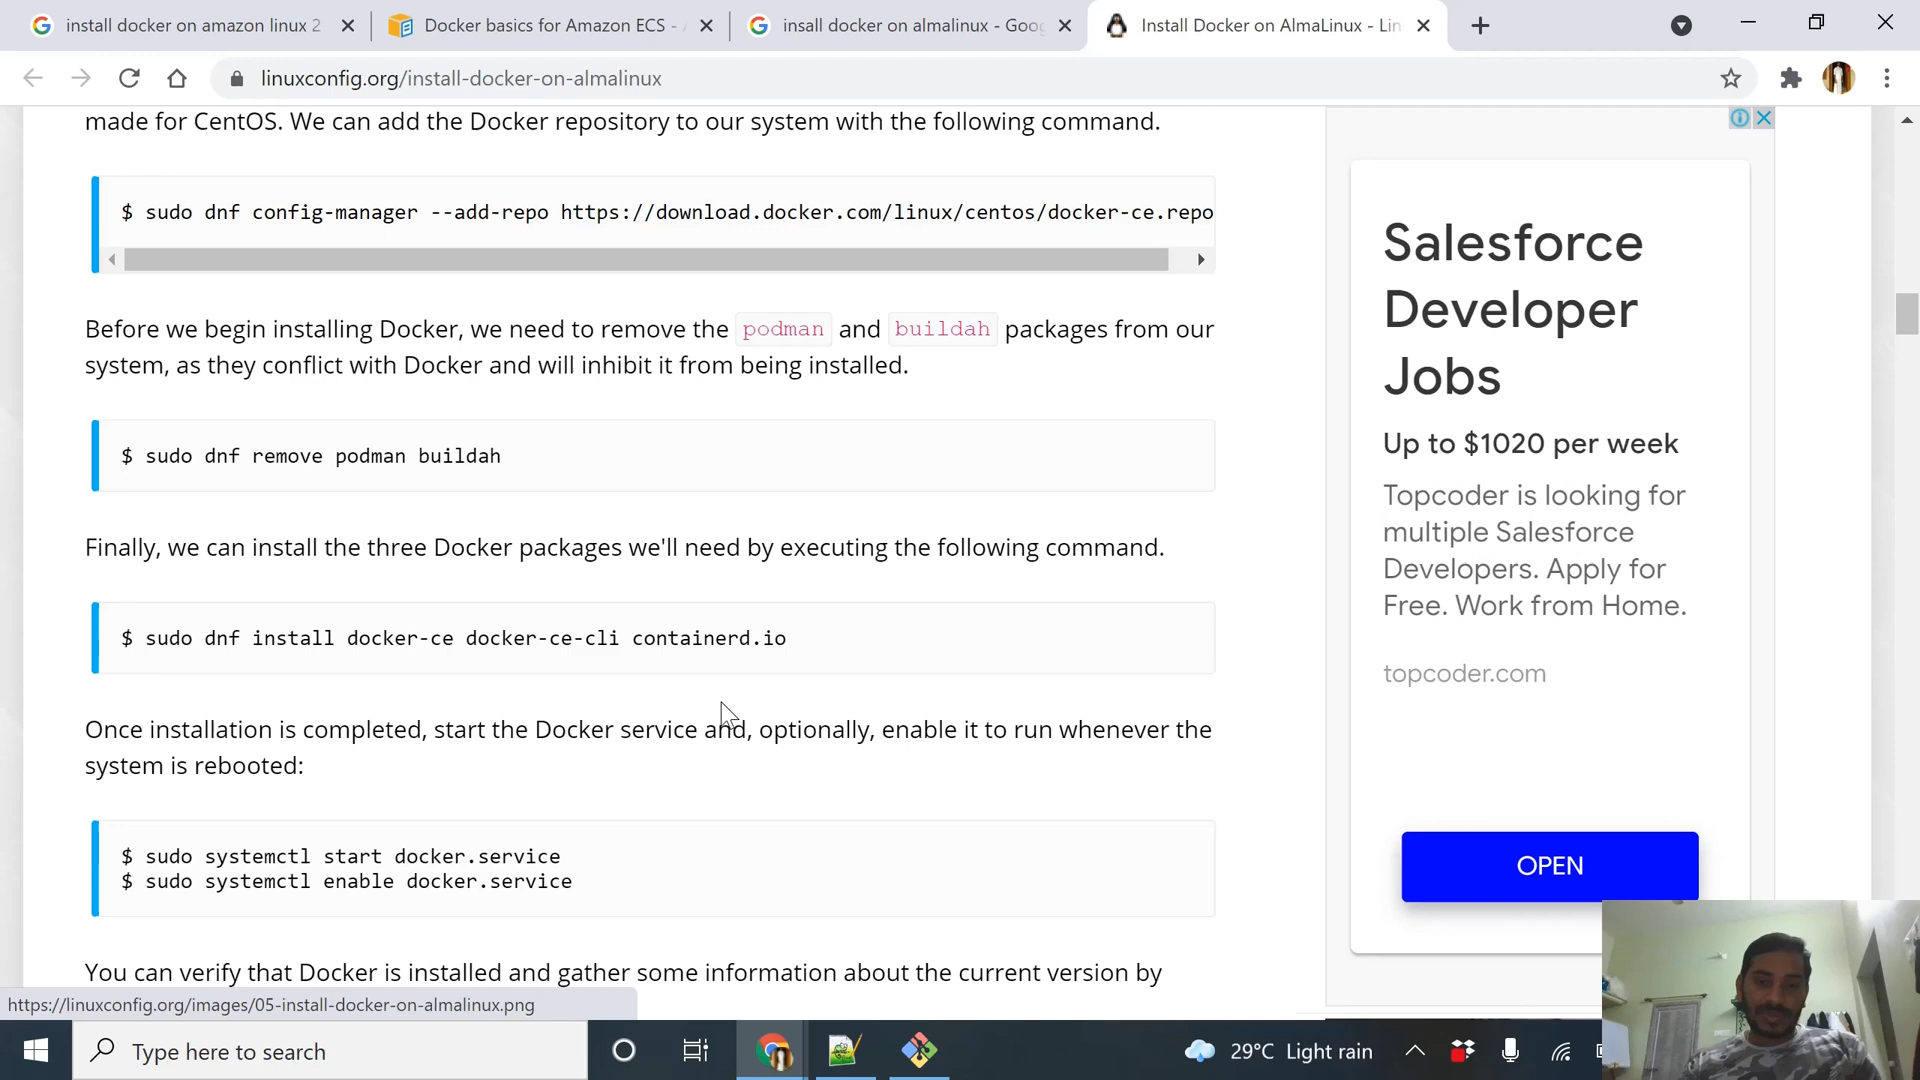 install docker on amazon linux 2
Docker basics for Amazon ECS -
insall docker on almalinux - Goog
Install Docker on AlmaLinux - Lin
linuxconfig.org/install-docker-on-almalinux
made for CentOS. We can add the Docker repository to our system with the following command.
$ sudo dnf config-manager --add-repo https://download.docker.com/linux/centos/docker-ce.repo
Before we begin installing Docker, we need to remove the podman and buildah packages from our
system, as they conflict with Docker and will inhibit it from being installed.
$ sudo dnf remove podman buildah
Finally, we can install the three Docker packages we'll need by executing the following command.
$ sudo dnf install docker-ce docker-ce-cli containerd.io
Once installation is completed, start the Docker service and, optionally, enable it to run whenever the
system is rebooted:
$ sudo systemctl start docker.service
$ sudo systemctl enable docker.service
You can verify that Docker is installed and gather some information about the current version by
Salesforce
Developer
Jobs
Up to $1020 per week
Topcoder is looking for
multiple Salesforce
Developers. Apply for
Free. Work from Home.
topcoder.com
OPEN
https://linuxconfig.org/images/05-install-docker-on-almalinux.png
Type here to search
29°C Light rain